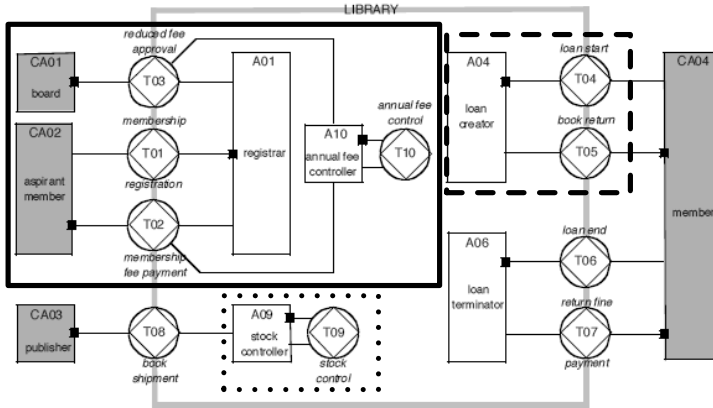 LIBRARY
reduced fee
approval
CA01
board
T03
A01
registrar
CA02
aspirant
member
membership
T01
registration
T02
membership
fee payment
A10
annual fee
controller
annual fee
control
T10
A04
loan
creator
loan start
T04
book return
T05
CA04
member
A06
loan
terminator
loan end
T06
return fine
T07
payment
CA03
publisher
T08
book
shipment
A09
stock
controller
T09
stock
control